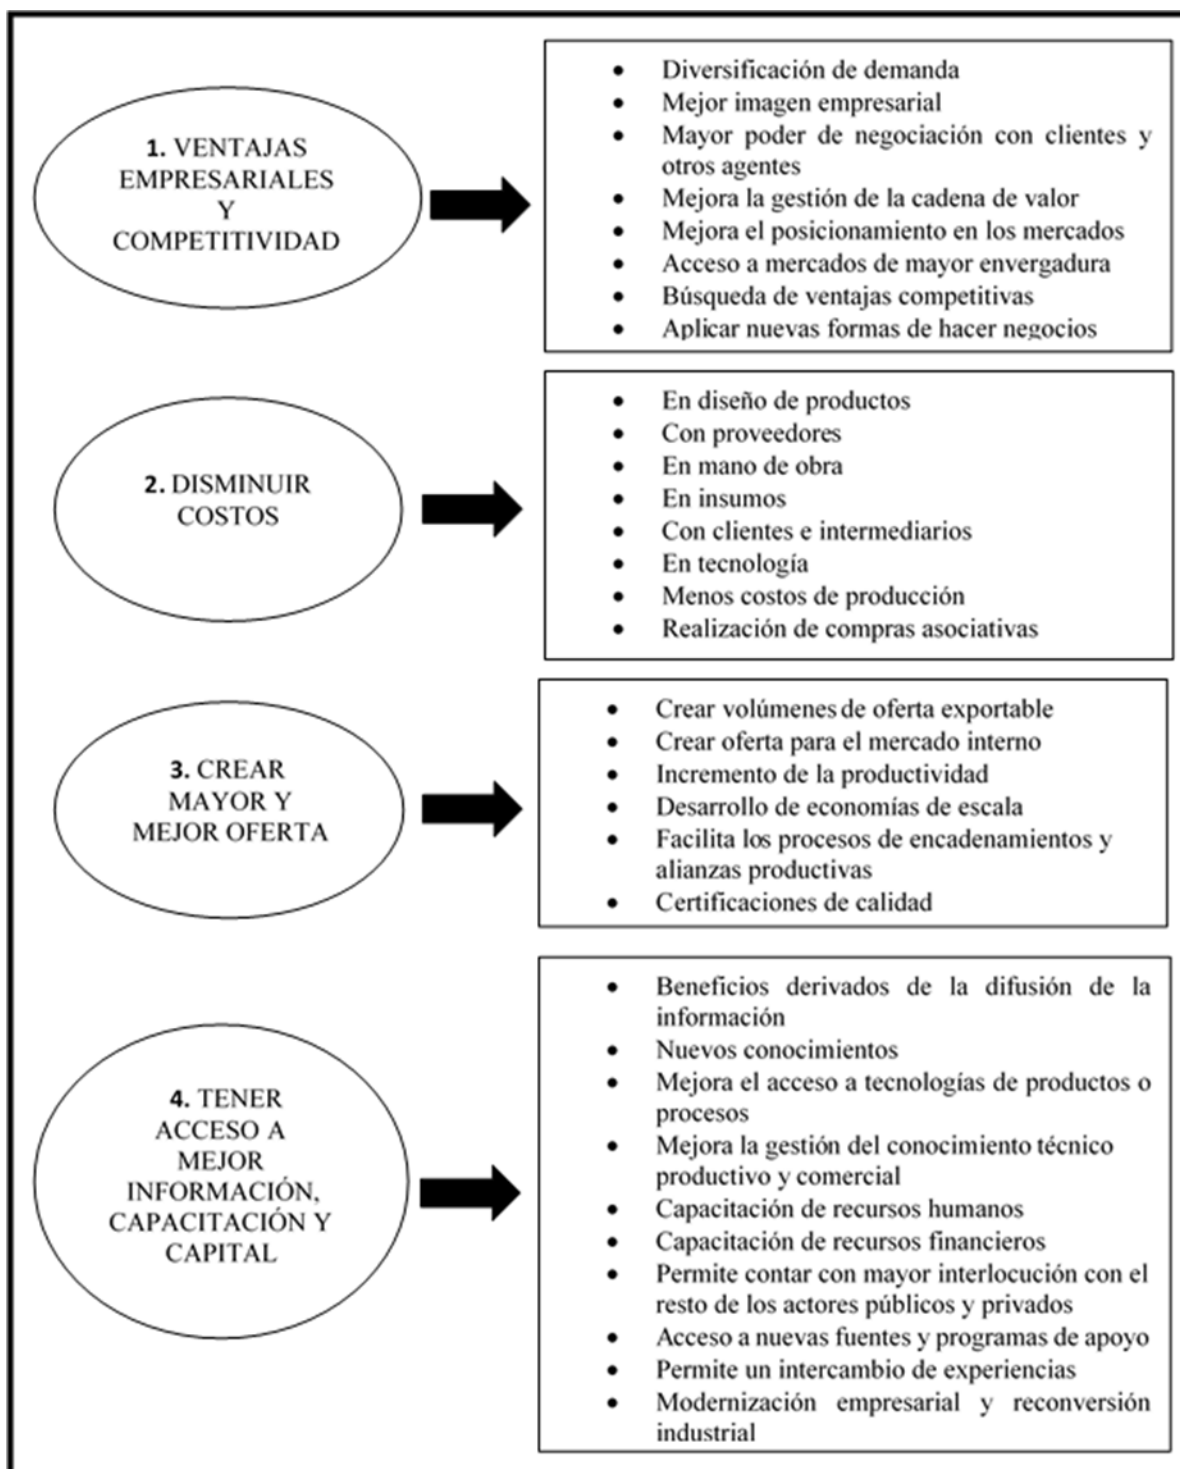 1. VENTAJAS
EMPRESARIALES
Y
COMPETITIVIDAD
• Diversificación de demanda
• Mejor imagen empresarial
• Mayor poder de negociación con clientes y
otros agentes
• Mejora la gestión de la cadena de valor
• Mejora el posicionamiento en los mercados
• Acceso a mercados de mayor envergadura
• Búsqueda de ventajas competitivas
• Aplicar nuevas formas de hacer negocios
2. DISMINUIR
COSTOS
• En diseño de productos
• Con proveedores
• En mano de obra
• En insumos
• Con clientes e intermediarios
• En tecnología
• Menos costos de producción
• Realización de compras asociativas
3. CREAR
MAYOR Y
MEJOR OFERTA
• Crear volúmenes de oferta exportable
• Crear oferta para el mercado interno
• Incremento de la productividad
• Desarrollo de economías de escala
• Facilita los procesos de encadenamientos y
alianzas productivas
• Certificaciones de calidad
4. TENER
ACCESO A
MEJOR
INFORMACIÓN,
CAPACITACIÓN Y
CAPITAL
• Beneficios derivados de la difusión de la
información
• Nuevos conocimientos
• Mejora el acceso a tecnologías de productos o
procesos
• Mejora la gestión del conocimiento técnico
productivo y comercial
• Capacitación de recursos humanos
• Capacitación de recursos financieros
• Permite contar con mayor interlocución con el
resto de los actores públicos y privados
• Acceso a nuevas fuentes y programas de apoyo
• Permite un intercambio de experiencias
• Modernización empresarial y reconversión
industrial